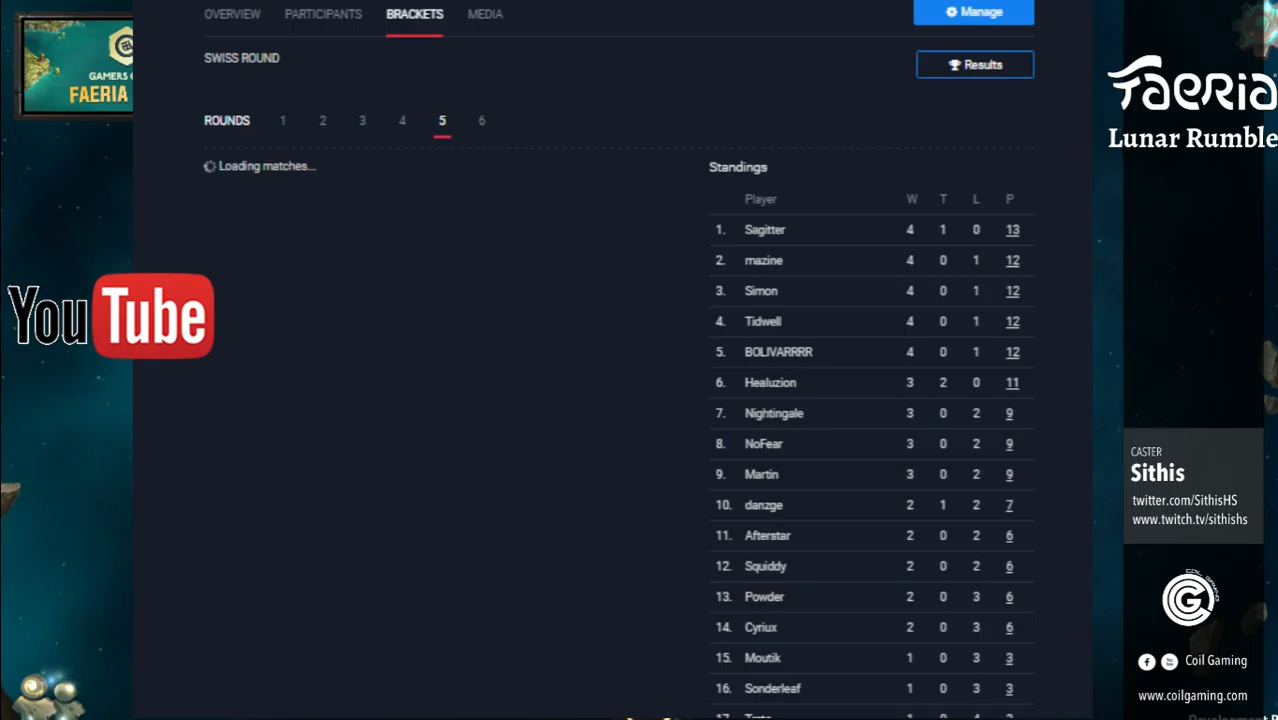 OVERVIEW PARTICIPANTS BRACKETS MEDIA
Manage
SWISS ROUND
Results
ROUNDS 1 2 3 4 5 6
Loading matches...
Standings
Player W T L P
1. Sagitter 4 1 0 13
2. mazine 4 0 1 12
3. Simon 4 0 1 12
4. Tidwell 4 0 1 12
5. BOLIVARRRR 4 0 1 12
6. Healuzion 3 2 0 11
7. Nightingale 3 0 2 9
8. NoFear 3 0 2 9
9. Martin 3 0 2 9
10. danzge 2 1 2 7
11. Afterstar 2 0 2 6
12. Squiddy 2 0 2 6
13. Powder 2 0 3 6
14. Cyriux 2 0 3 6
15. Moutik 1 0 3 3
16. Sonderleaf 1 0 3 3
GAMERS
FAERIA
YouTube
Faeria
Lunar Rumble
CASTER
Sithis
twitter.com/SithisHS
www.twitch.tv/sithishs
COIL GAMING
Coil Gaming
www.coilgaming.com